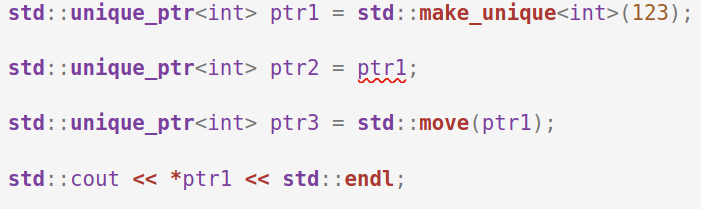 std::unique_ptr<int> ptr1 = std::make_unique<int>(123);
std::unique_ptr<int> ptr2 = ptr1;
std::unique_ptr<int> ptr3 = std::move(ptr1);
std::cout << *ptr1 << std::endl;